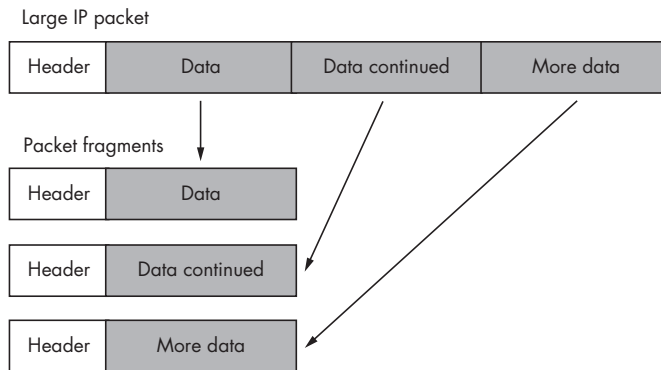 Large IP packet
Header Data Data continued More data
Packet fragments
Header Data
Header Data continued
Header More data